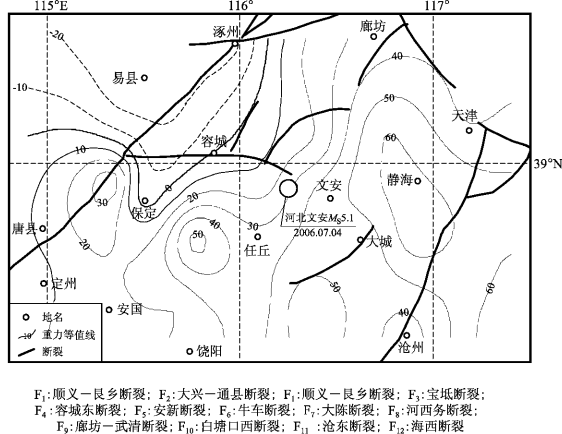 115°E
116°
117°
涿州
廊坊
-20
40
易县
-10
50
天津
容城
60
10
39°N
静海
0
文安
30
20
保定
40
30
河北文安Ms5.1
2006.07.04
唐县
50
任丘
大城
20
定州
50
60
安国
40
地名
10 重力等值线
断裂
饶阳
沧州
F1:顺义－良乡断裂；F2:大兴－通县断裂；F1:顺义－良乡断裂；F3:宝坻断裂；
F4:容城东断裂；F5:安新断裂；F6:牛车断裂；F7:大陈断裂；F8:河西务断裂；
F9:廊坊－武清断裂；F10:白塘口西断裂；F11 :沧东断裂；F12:海西断裂